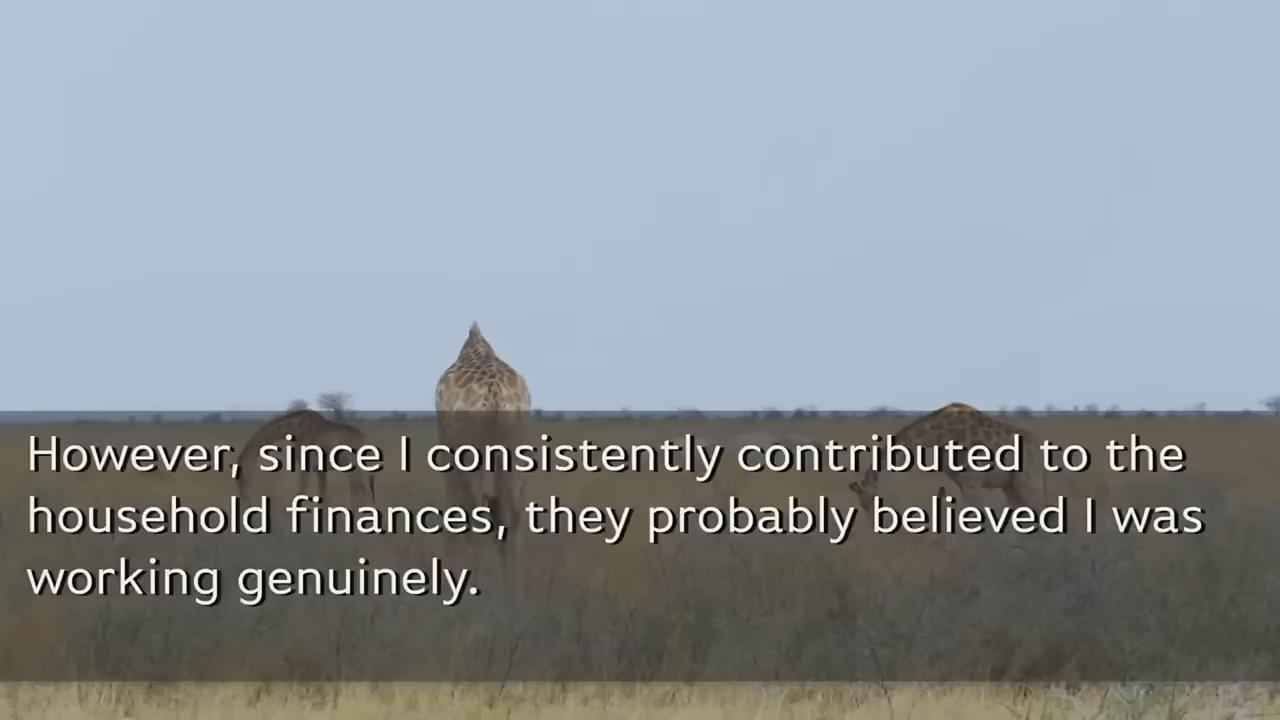 However, since I consistently contributed to the
household finances, they probably believed I was
working genuinely.